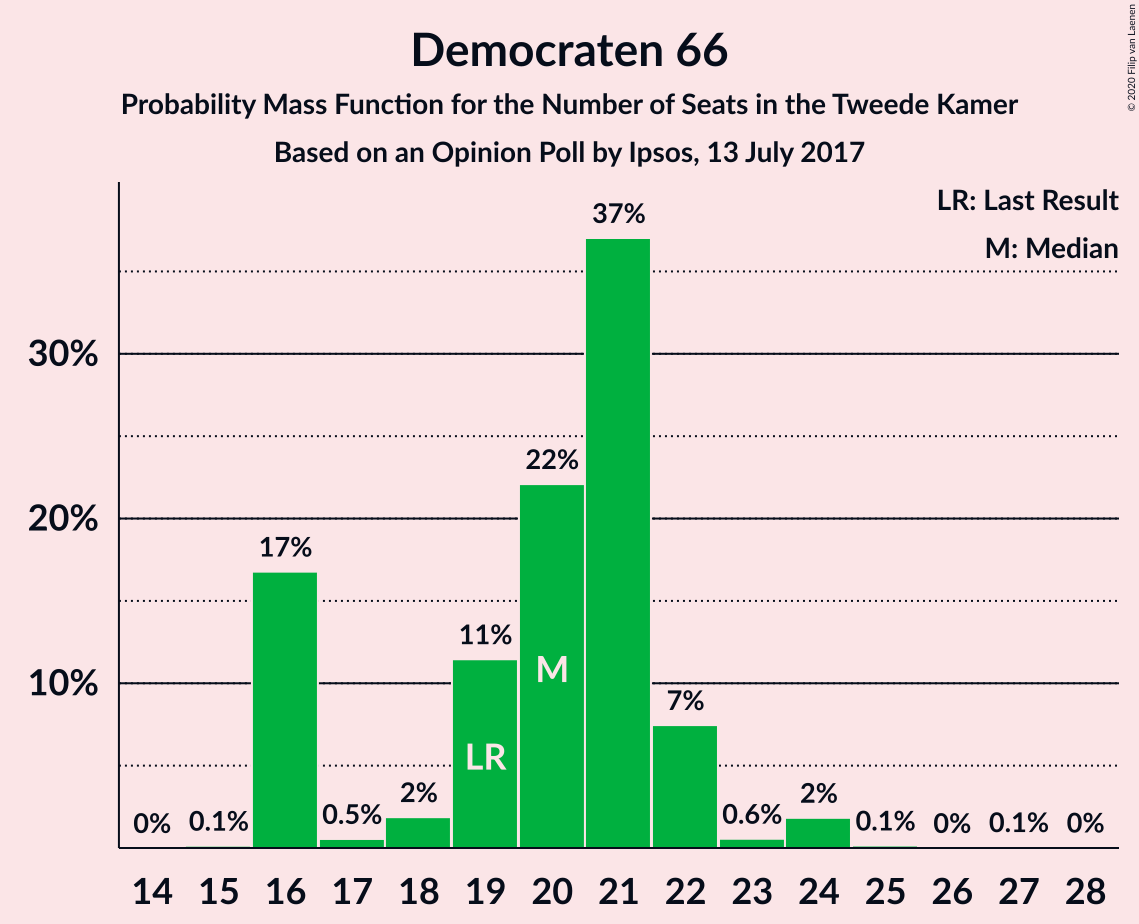 Democraten 66
Probability Mass Function for the Number of Seats in the Tweede Kamer
Based on an Opinion Poll by Ipsos, 13 July 2017
© 2020 Filip van Laenen
LR: Last Result
M: Median
37%
30%
22%
20%
17%
11%
10%
M
7%
LR
2%
2%
0%
0.1%
0.5%
0.6%
0.1%
0%
0.1%
0%
14 15 16 17 18 19 20 21 22 23 24 25 26 27 28